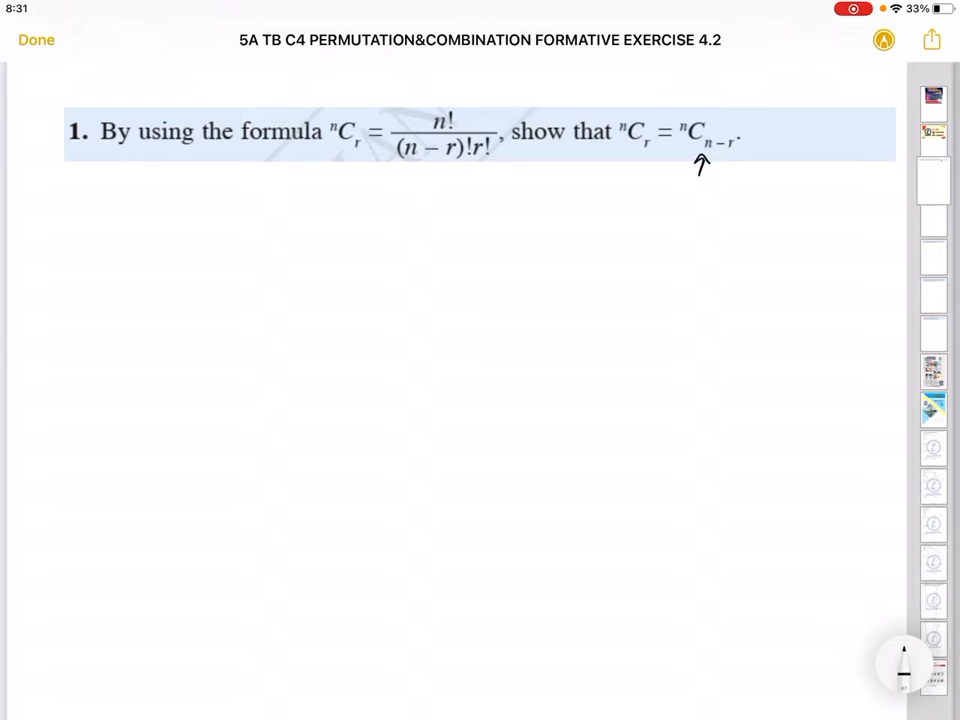 8:31 33%
Done 5A TB C4 PERMUTATION&COMBINATION FORMATIVE EXERCISE 4.2
1. By using the formula ⁿCᵣ = n!/((n – r)!r!), show that ⁿCᵣ = ⁿCₙ₋ᵣ.